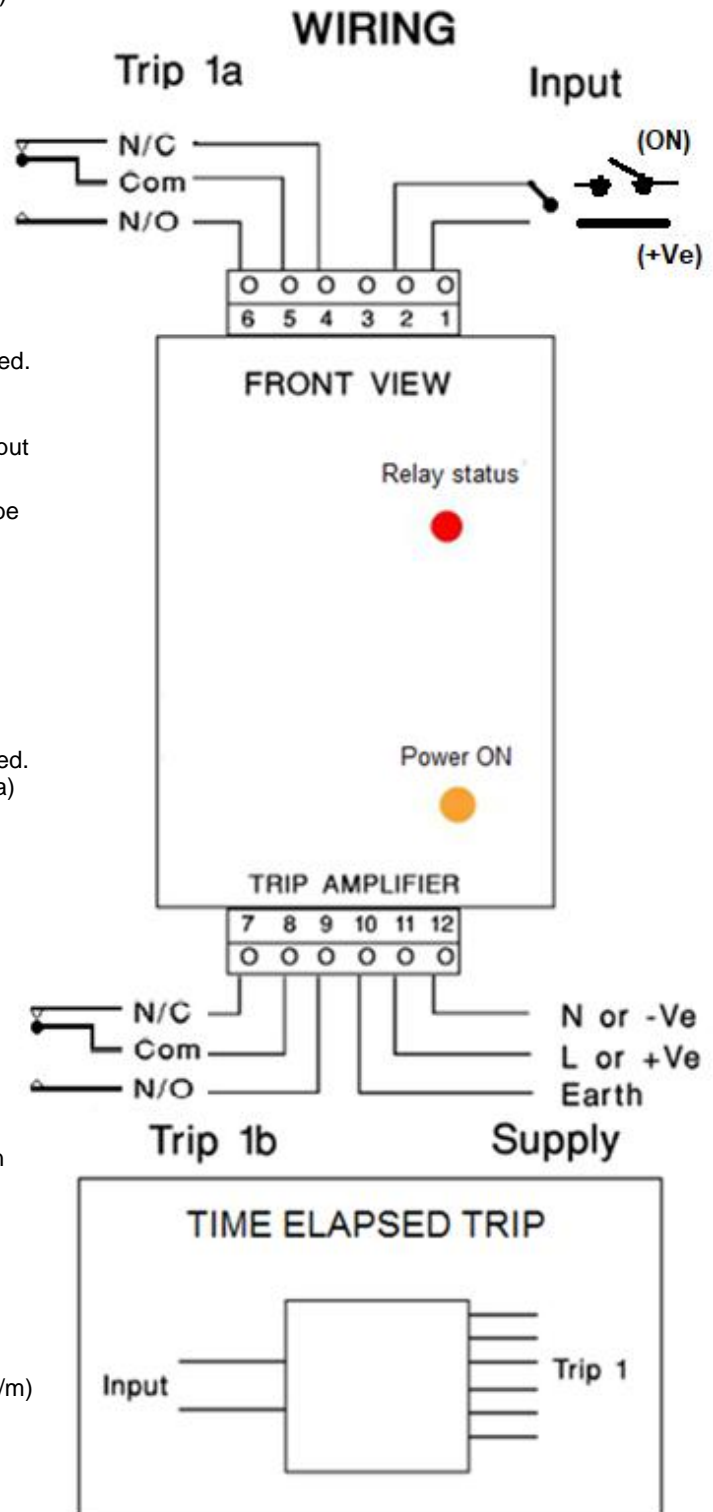 )
WIRING
Trip 1a
Input
N/C
Com
N/O
(ON)
(+Ve)
6 5 4 3 2 1
ed.
FRONT VIEW
out
Relay status
be
ed.
a)
Power ON
TRIP AMPLIFIER
7 8 9 10 11 12
N/C
Com
N/O
N or -Ve
L or +Ve
Earth
Trip 1b
Supply
n
TIME ELAPSED TRIP
Input
Trip 1
/m)